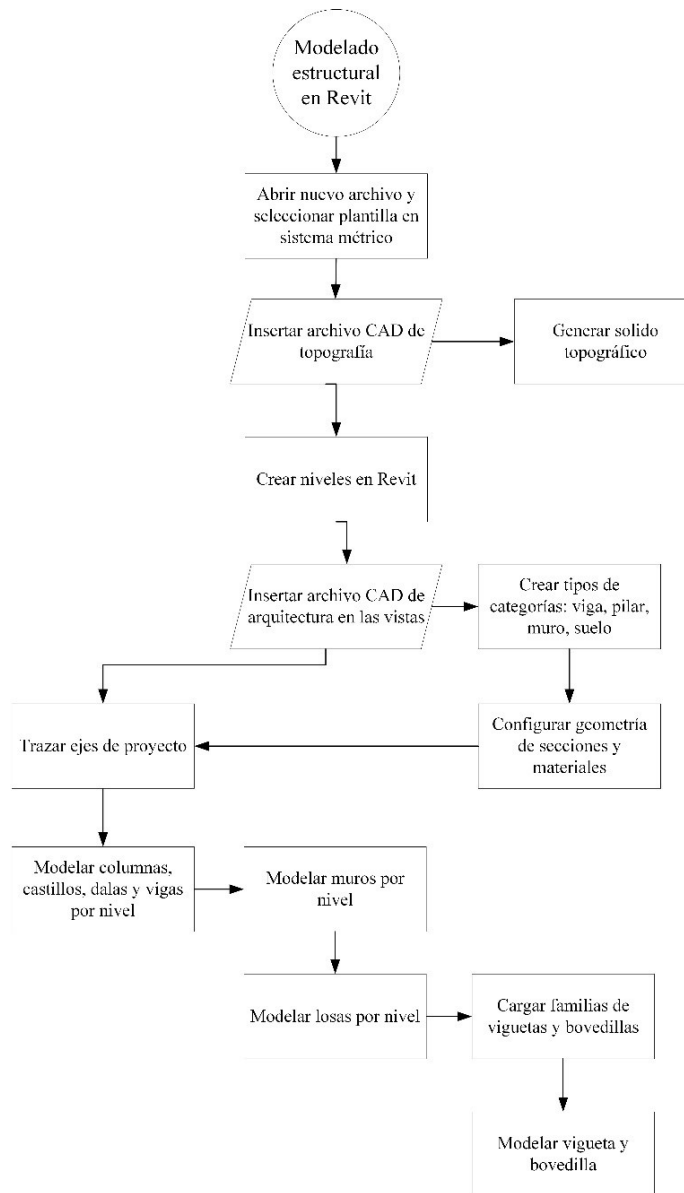 Modelado
estructural
en Revit
Abrir nuevo archivo y
seleccionar plantilla en
sistema métrico
Insertar archivo CAD de
topografía
Generar solido
topográfico
Crear niveles en Revit
Insertar archivo CAD de
arquitectura en las vistas
Crear tipos de
categorías: viga, pilar,
muro, suelo
Trazar ejes de proyecto
Configurar geometría
de secciones y
materiales
Modelar columnas,
castillos, dalas y vigas
por nivel
Modelar muros por
nivel
Modelar losas por nivel
Cargar familias de
viguetas y bovedillas
Modelar vigueta y
bovedilla